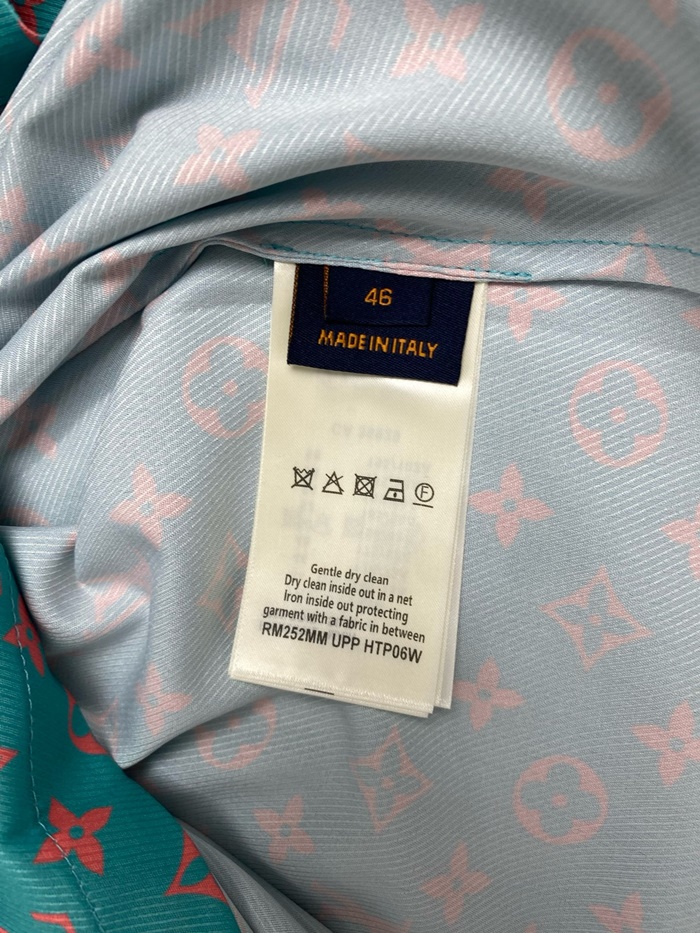 46
MADE IN ITALY
Gentle dry clean
Dry clean inside out in a net
Iron inside out protecting
garment with a fabric in between
RM252MM UPP HTP06W